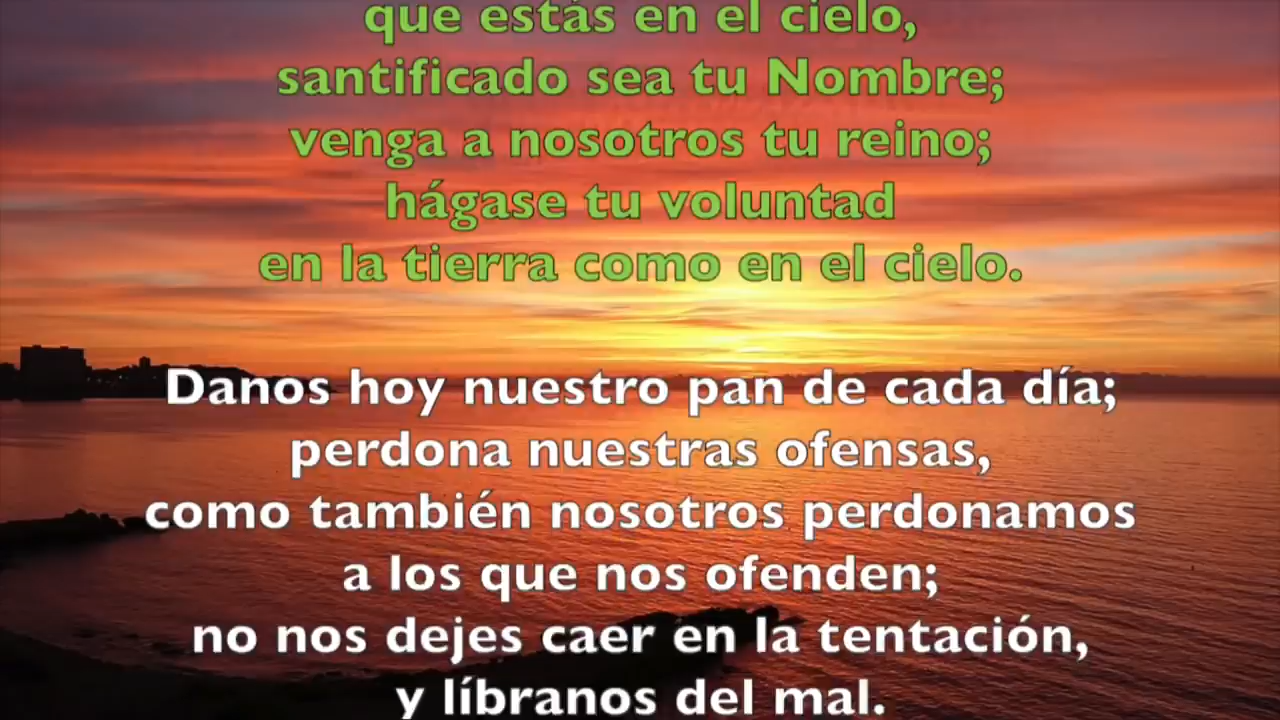 que estás en el cielo,
santificado sea tu Nombre;
venga a nosotros tu reino;
hágase tu voluntad
en la tierra como en el cielo.
Danos hoy nuestro pan de cada día;
perdona nuestras ofensas,
como también nosotros perdonamos
a los que nos ofenden;
no nos dejes caer en la tentación,
y líbranos del mal.